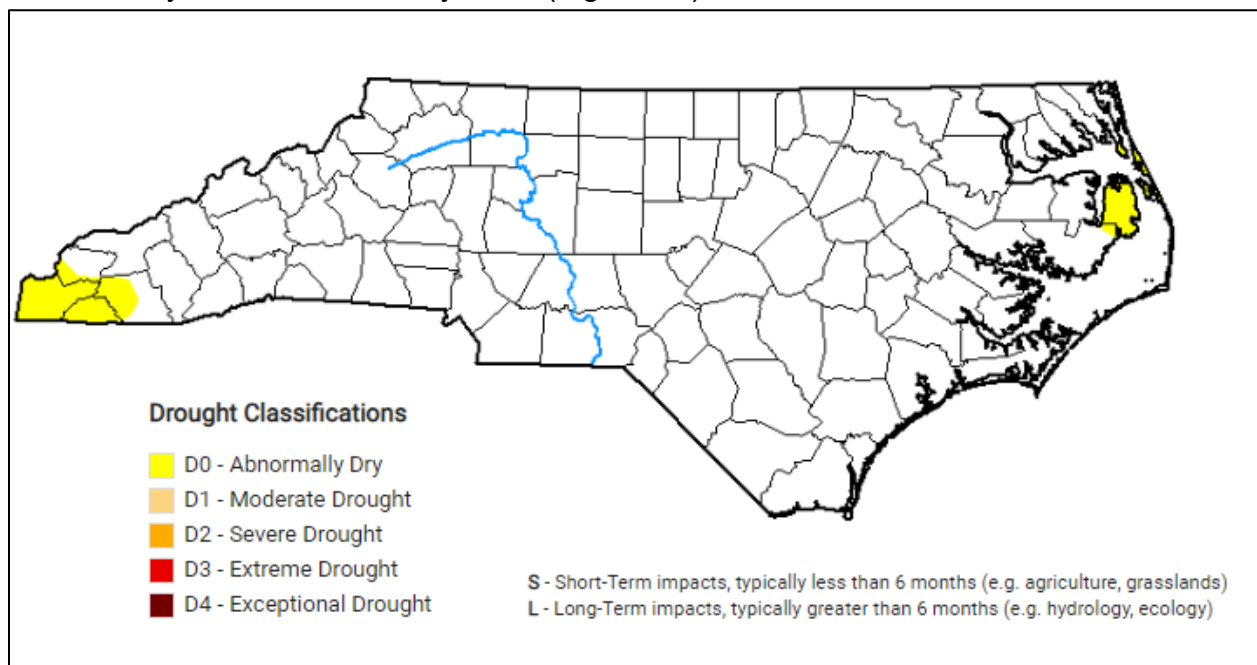 Drought Classifications
D0 - Abnormally Dry
D1 - Moderate Drought
D2 - Severe Drought
D3 - Extreme Drought
D4 - Exceptional Drought
S - Short-Term impacts, typically less than 6 months (e.g. agriculture, grasslands)
L - Long-Term impacts, typically greater than 6 months (e.g. hydrology, ecology)